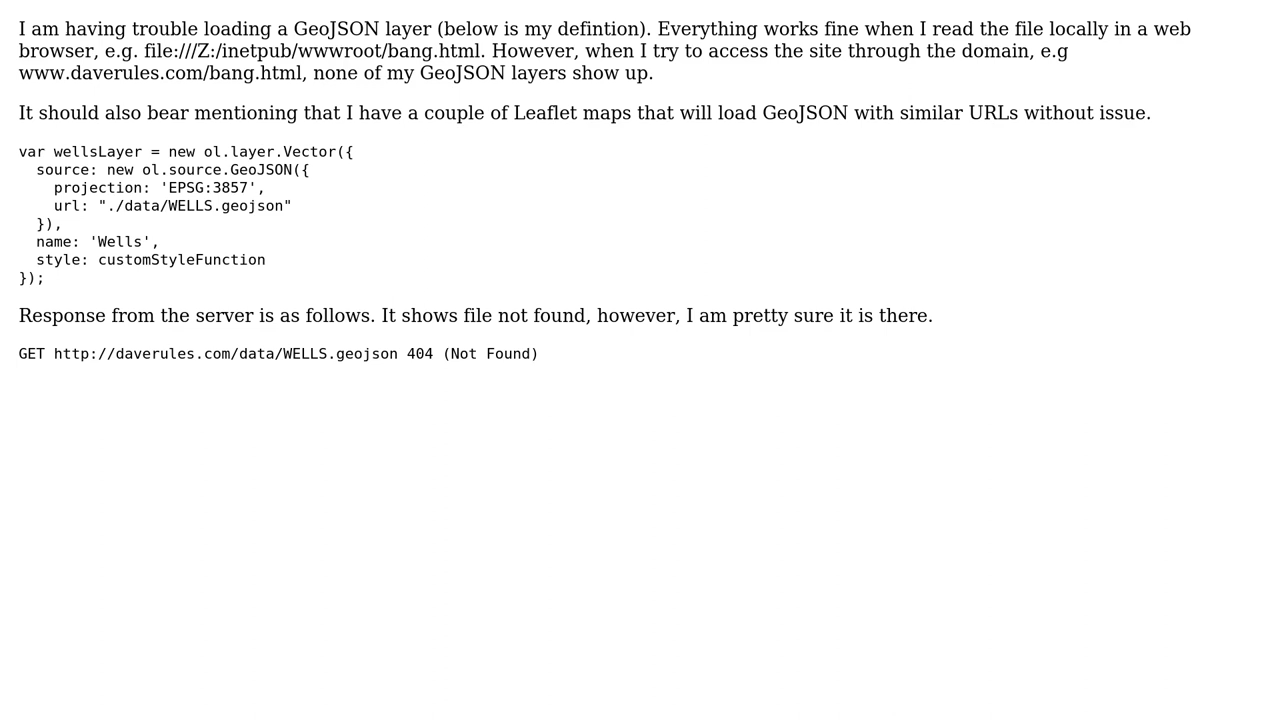 I am having trouble loading a GeoJSON layer (below is my defintion). Everything works fine when I read the file locally in a web
browser, e.g. file:///Z:/inetpub/wwwroot/bang.html. However, when I try to access the site through the domain, e.g
www.daverules.com/bang.html, none of my GeoJSON layers show up.
It should also bear mentioning that I have a couple of Leaflet maps that will load GeoJSON with similar URLs without issue.
var wellsLayer = new ol.layer.Vector({
  source: new ol.source.GeoJSON({
    projection: 'EPSG:3857',
    url: "./data/WELLS.geojson"
  }),
  name: 'Wells',
  style: customStyleFunction
});
Response from the server is as follows. It shows file not found, however, I am pretty sure it is there.
GET http://daverules.com/data/WELLS.geojson 404 (Not Found)